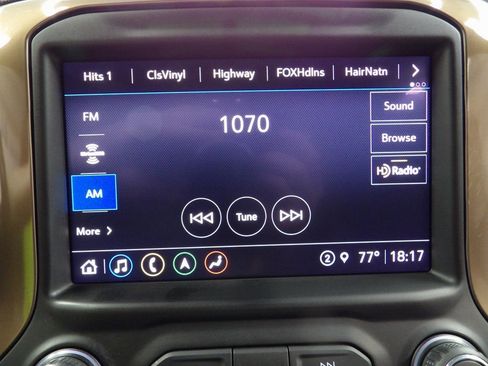 Hits 1 ClsVinyl Highway FOXHdlns HairNatn
FM
1070
Sound
Browse
((SiriusXM))
HD Radio
AM
Tune
More
2 77° 18:17